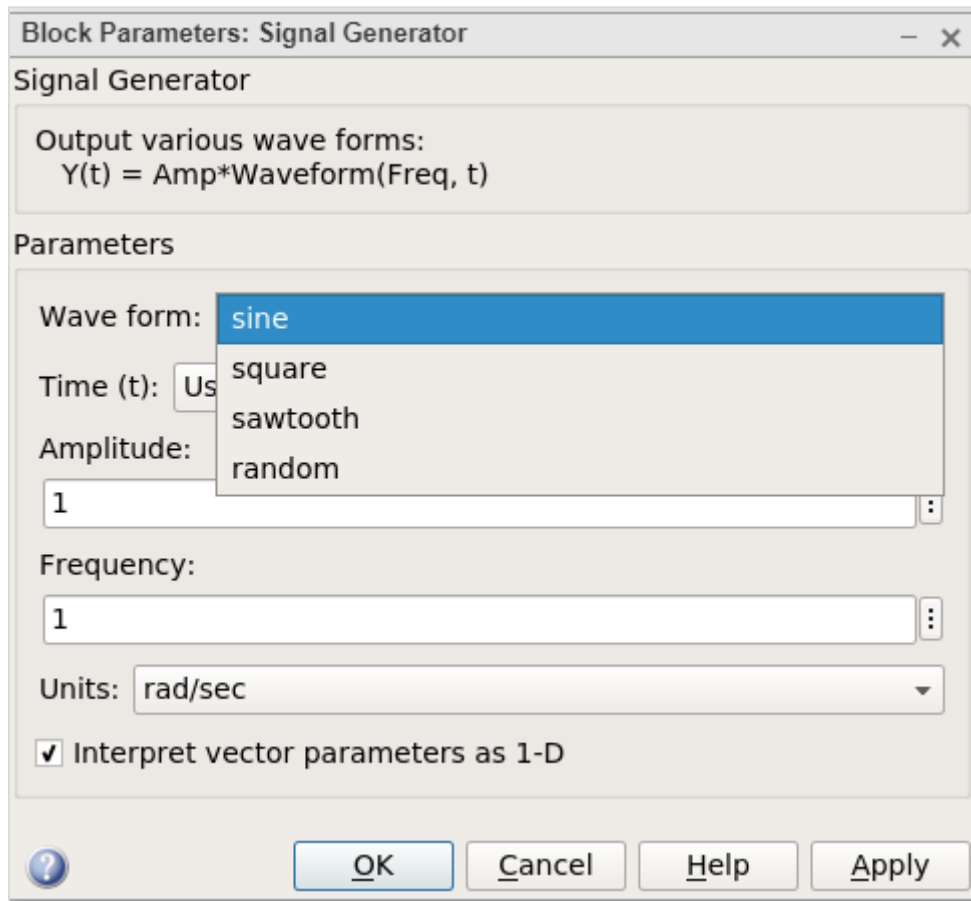 Block Parameters: Signal Generator
Signal Generator
Output various wave forms:
Y(t) = Amp*Waveform(Freq, t)
Parameters
Wave form:
sine
square
sawtooth
random
Time (t): Us
Amplitude:
1
Frequency:
1
Units: rad/sec
Interpret vector parameters as 1-D
OK Cancel Help Apply